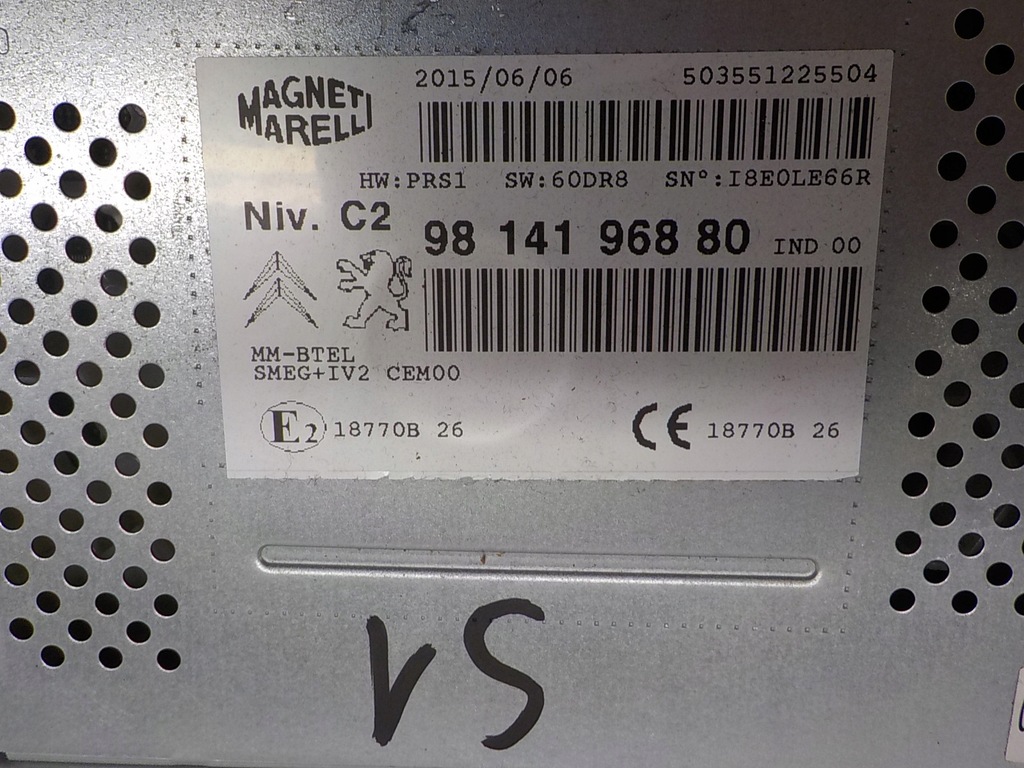 MAGNETI
MARELLI
2015/06/06 503551225504
HW:PRS1 SW:60DR8 SN°:I8E0LE66R
Niv. C2
98 141 968 80 IND 00
MM-BTEL
SMEG+IV2 CEM00
E2 18770B 26
CE 18770B 26
VS